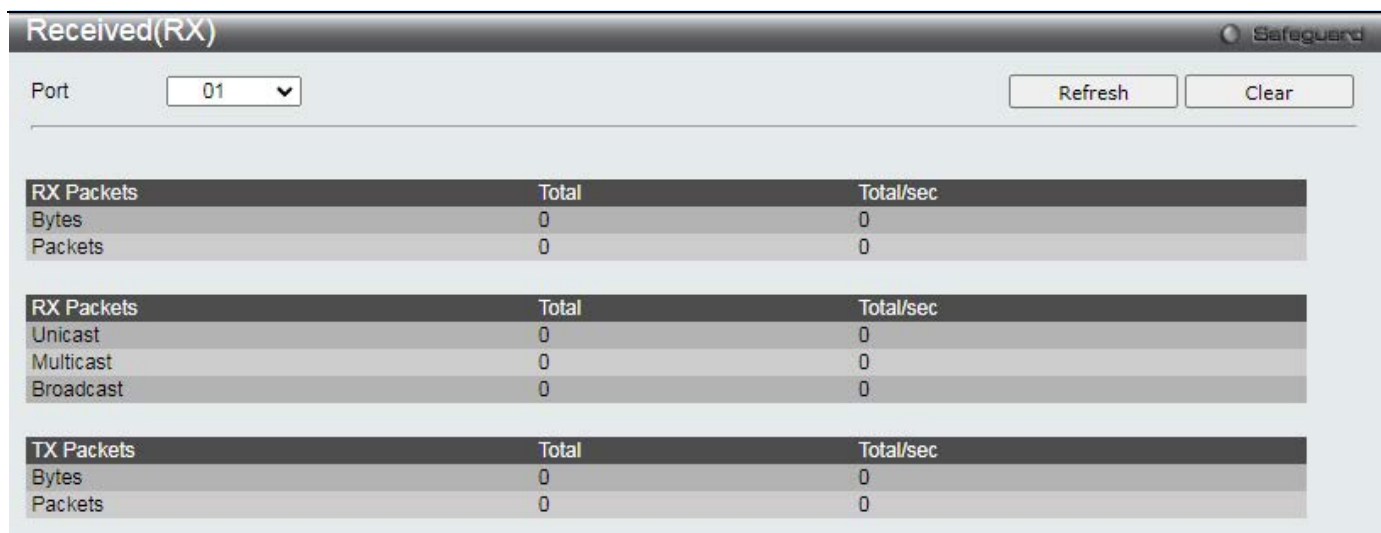 Received(RX)
Safeguard
Port 01 Refresh Clear
RX Packets Total Total/sec
Bytes 0 0
Packets 0 0
RX Packets Total Total/sec
Unicast 0 0
Multicast 0 0
Broadcast 0 0
TX Packets Total Total/sec
Bytes 0 0
Packets 0 0